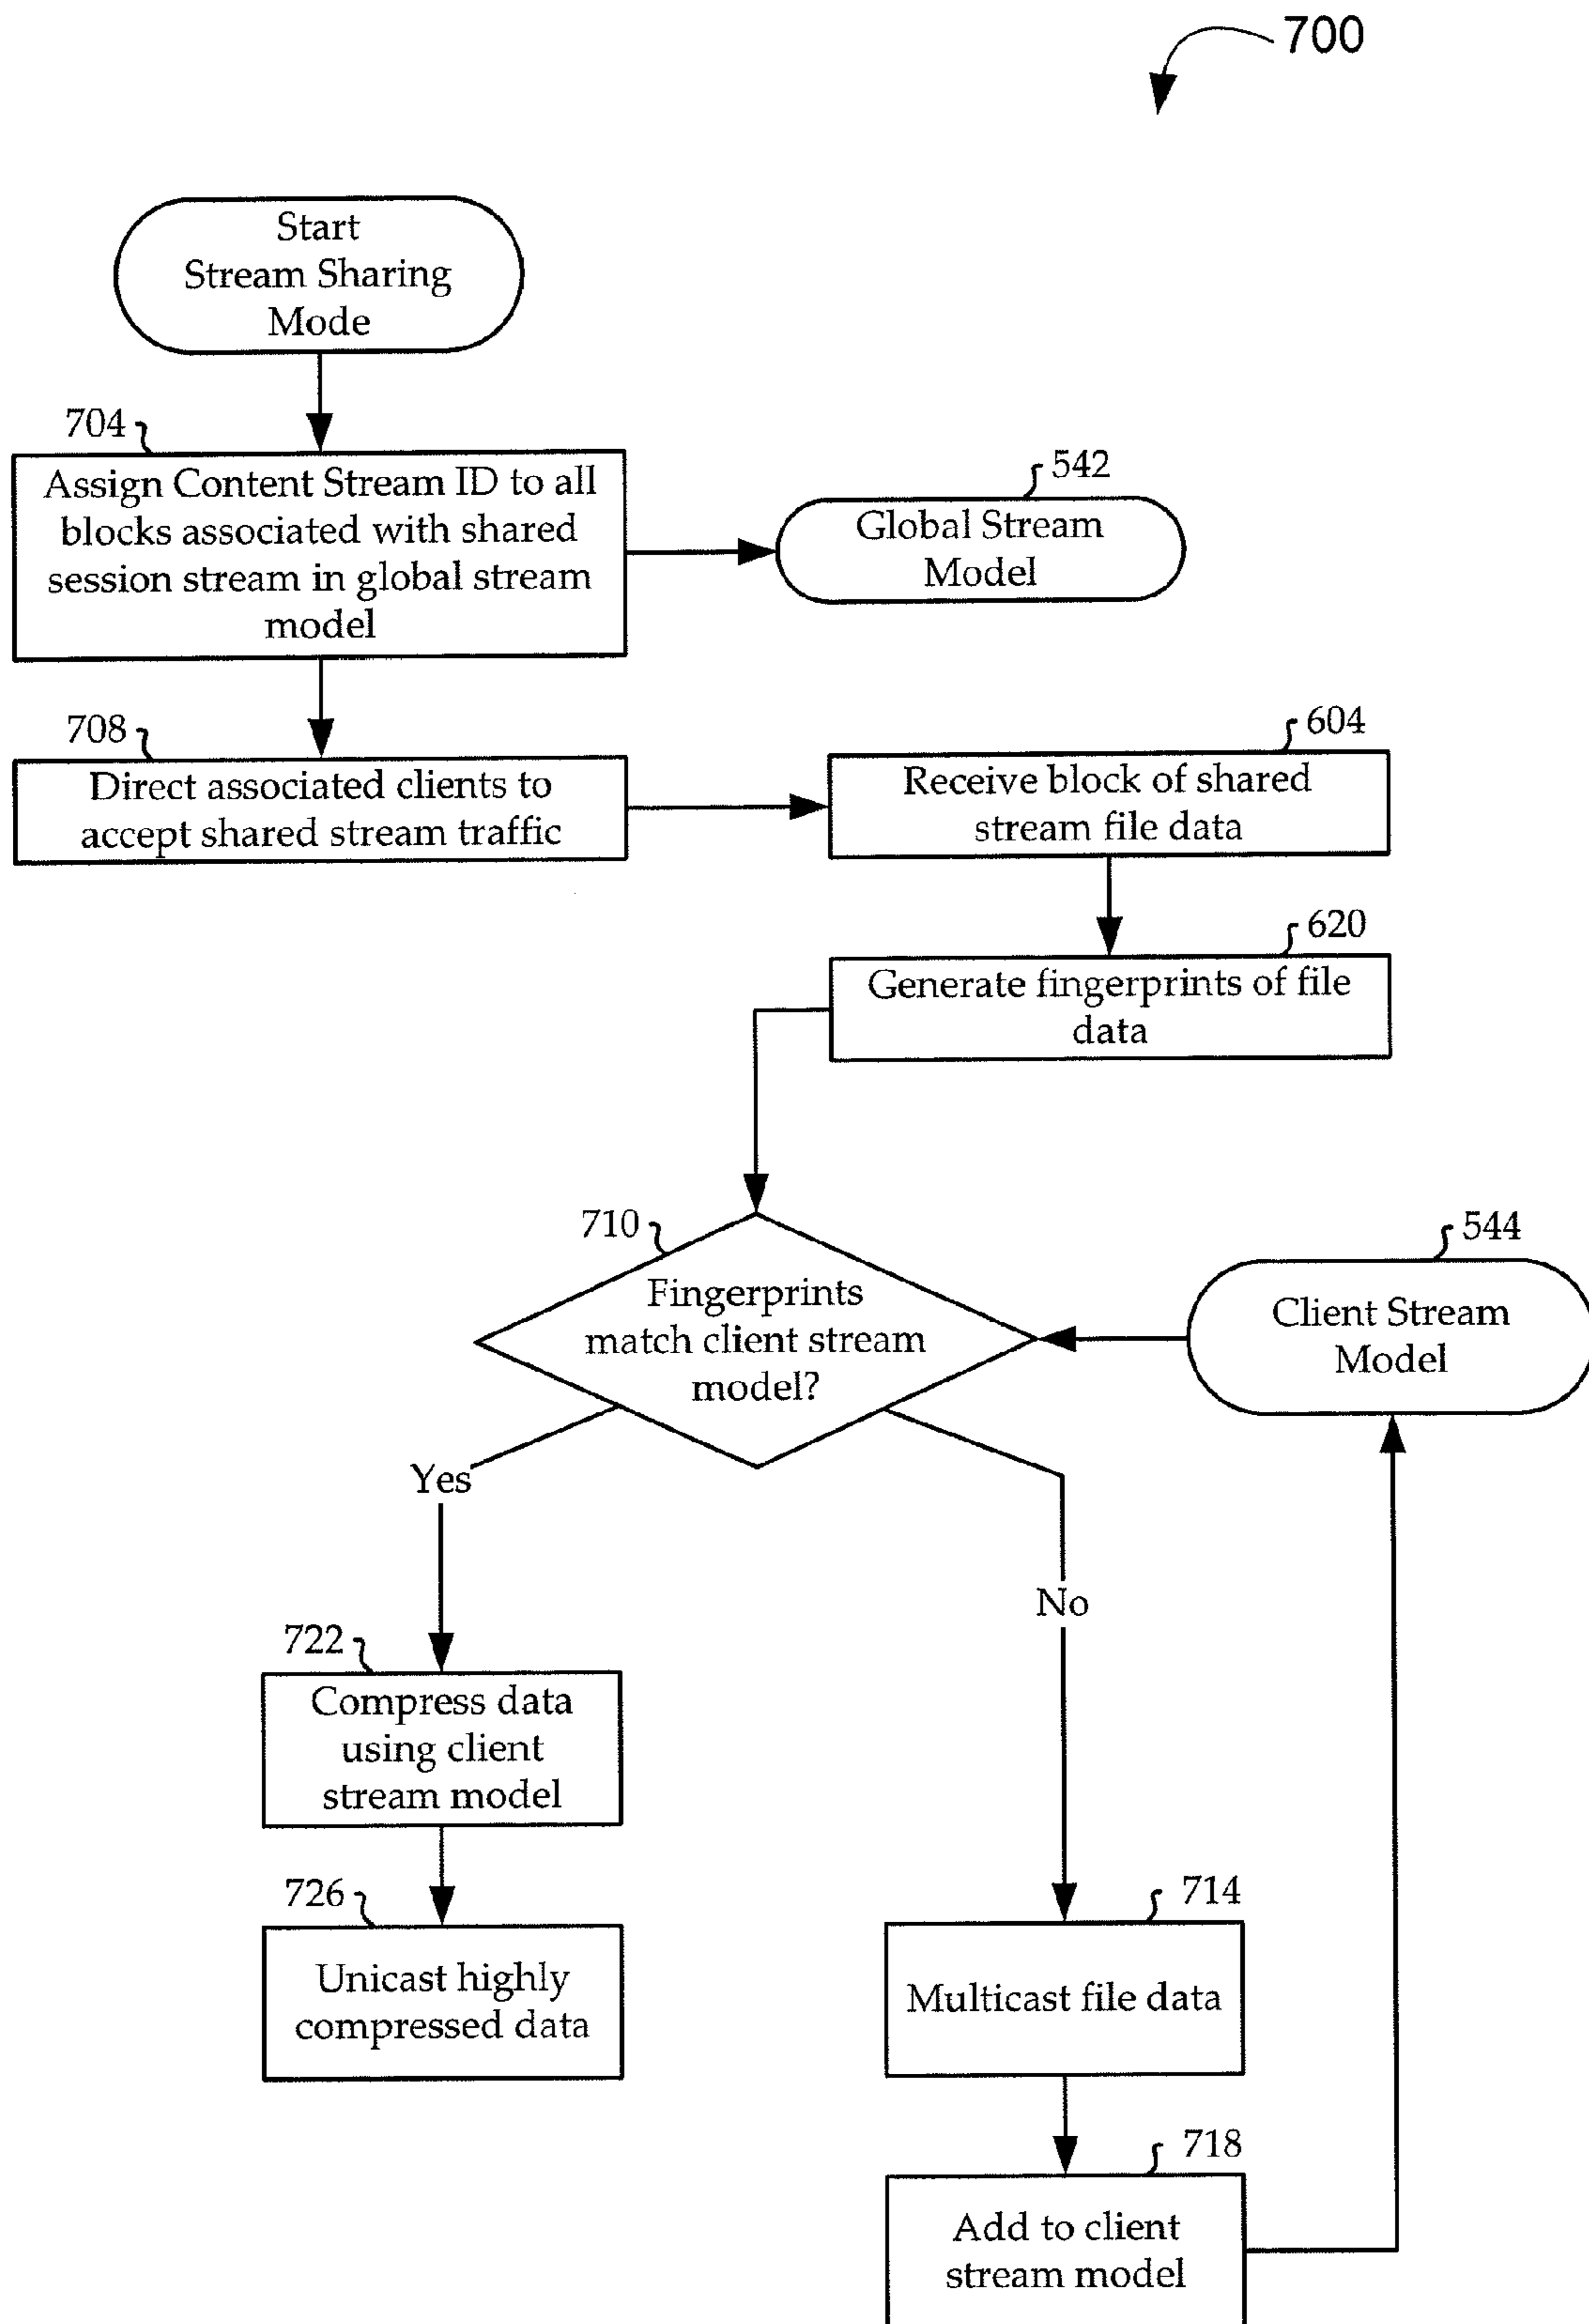 700
Start
Stream Sharing
Mode
704
Assign Content Stream ID to all
blocks associated with shared
session stream in global stream
model
542
Global Stream
Model
708
Direct associated clients to
accept shared stream traffic
604
Receive block of shared
stream file data
620
Generate fingerprints of file
data
710
Fingerprints
match client stream
model?
544
Client Stream
Model
Yes
No
722
Compress data
using client
stream model
726
Unicast highly
compressed data
714
Multicast file data
718
Add to client
stream model